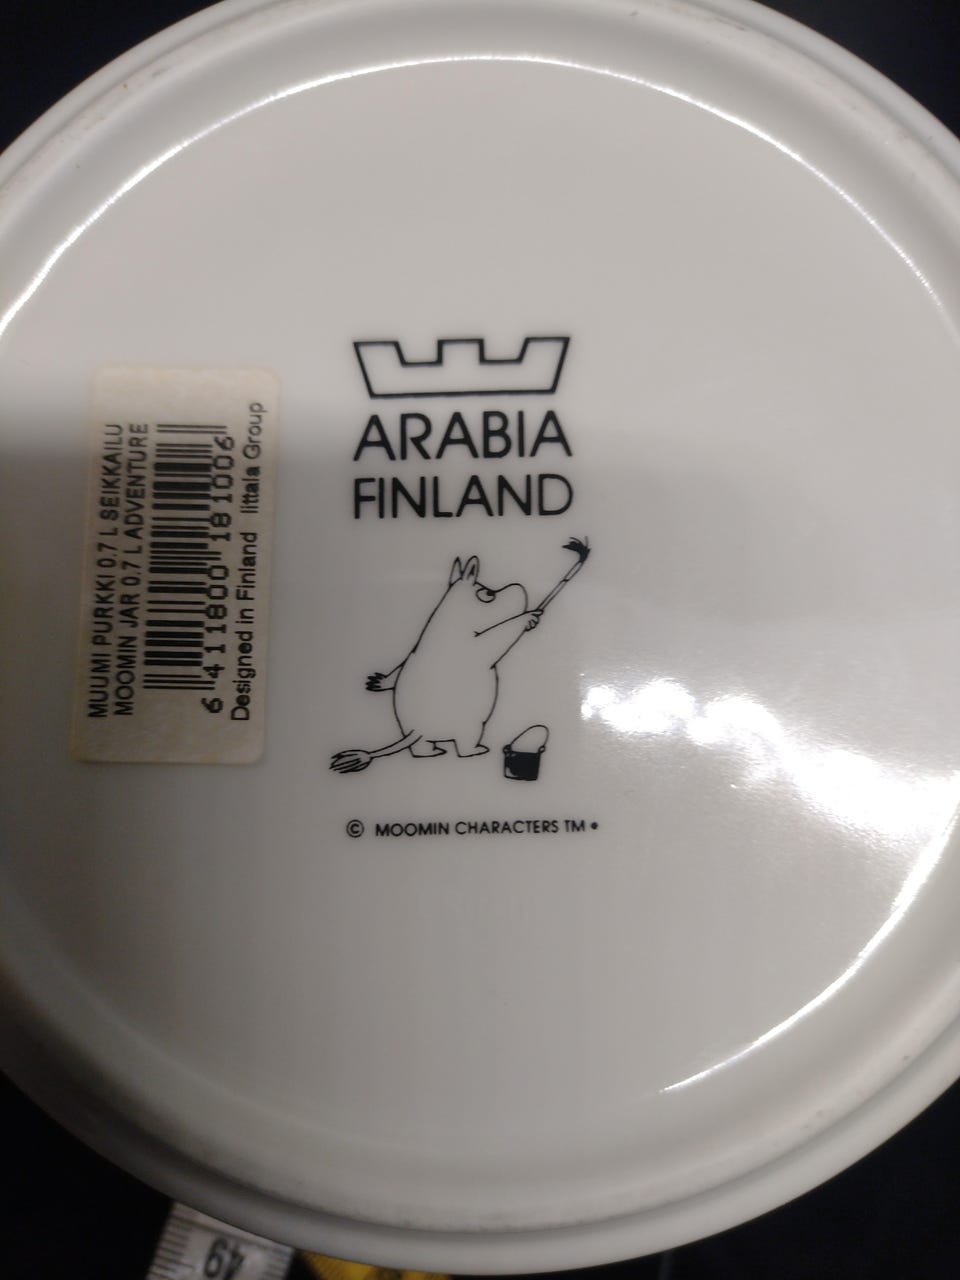 ARABIA
FINLAND
© MOOMIN CHARACTERS TM
MUUMI PURKKI 0.7 L SEIKKAILU
MOOMIN JAR 0.7 L ADVENTURE
6 411800 181006
Designed in Finland Iittala Group
49